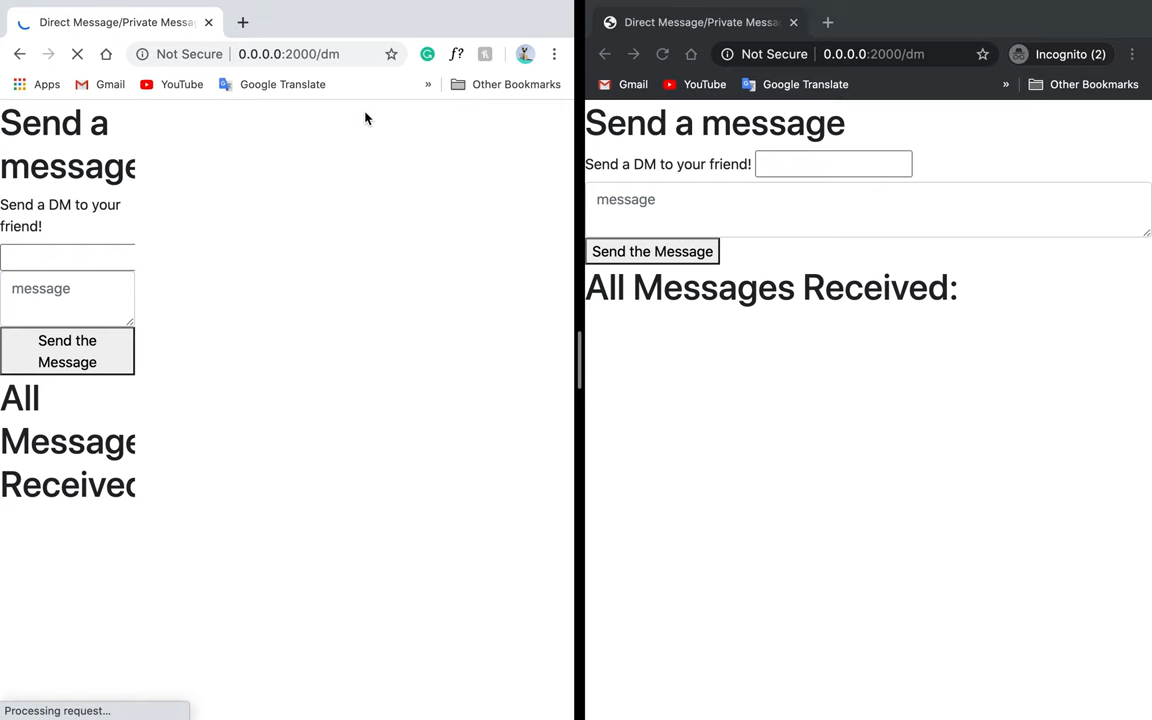 Direct Message/Private Messa
Not Secure 0.0.0.0:2000/dm
Apps Gmail YouTube Google Translate » Other Bookmarks
Send a
message
Send a DM to your
friend!
message
Send the
Message
All
Message
Received
Processing request...
Direct Message/Private Messa
Not Secure 0.0.0.0:2000/dm Incognito (2)
Gmail YouTube Google Translate » Other Bookmarks
Send a message
Send a DM to your friend!
message
Send the Message
All Messages Received: